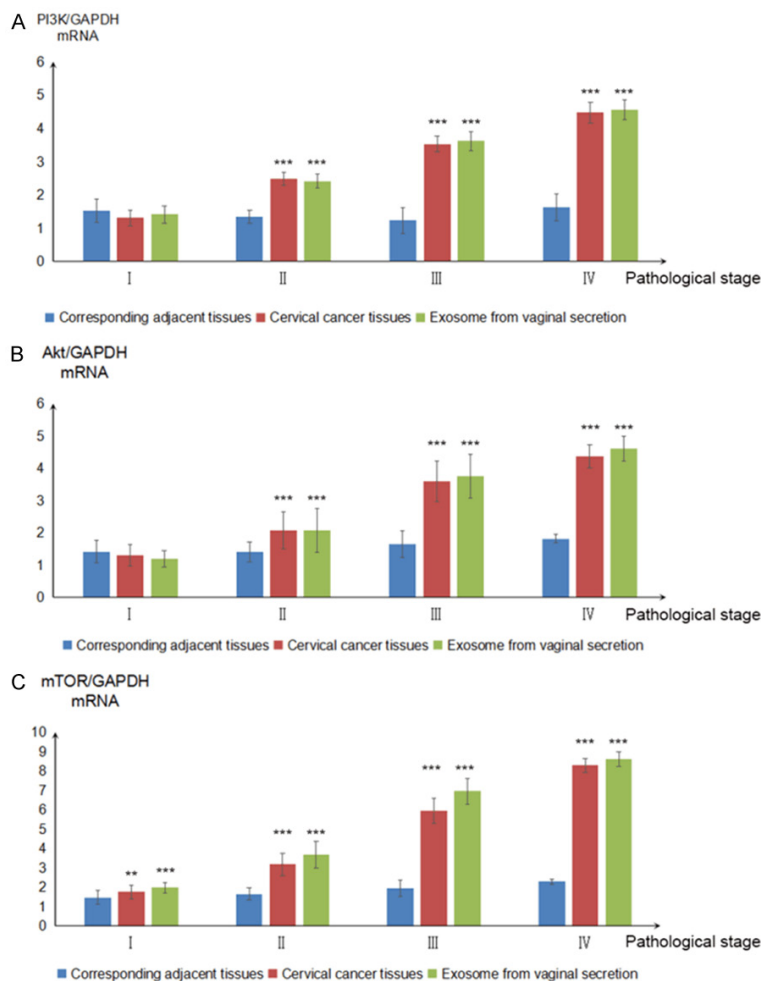 A
PI3K/GAPDH
mRNA
6
5
4
3
2
1
0
*** ***
*** ***
*** ***
Ⅰ Ⅱ Ⅲ Ⅳ Pathological stage
Corresponding adjacent tissues Cervical cancer tissues Exosome from vaginal secretion
B
Akt/GAPDH
mRNA
6
5
4
3
2
1
0
*** ***
*** ***
*** ***
Ⅰ Ⅱ Ⅲ Ⅳ Pathological stage
Corresponding adjacent tissues Cervical cancer tissues Exosome from vaginal secretion
C
mTOR/GAPDH
mRNA
10
9
8
7
6
5
4
3
2
1
0
** ***
*** ***
*** ***
*** ***
Ⅰ Ⅱ Ⅲ Ⅳ Pathological stage
Corresponding adjacent tissues Cervical cancer tissues Exosome from vaginal secretion